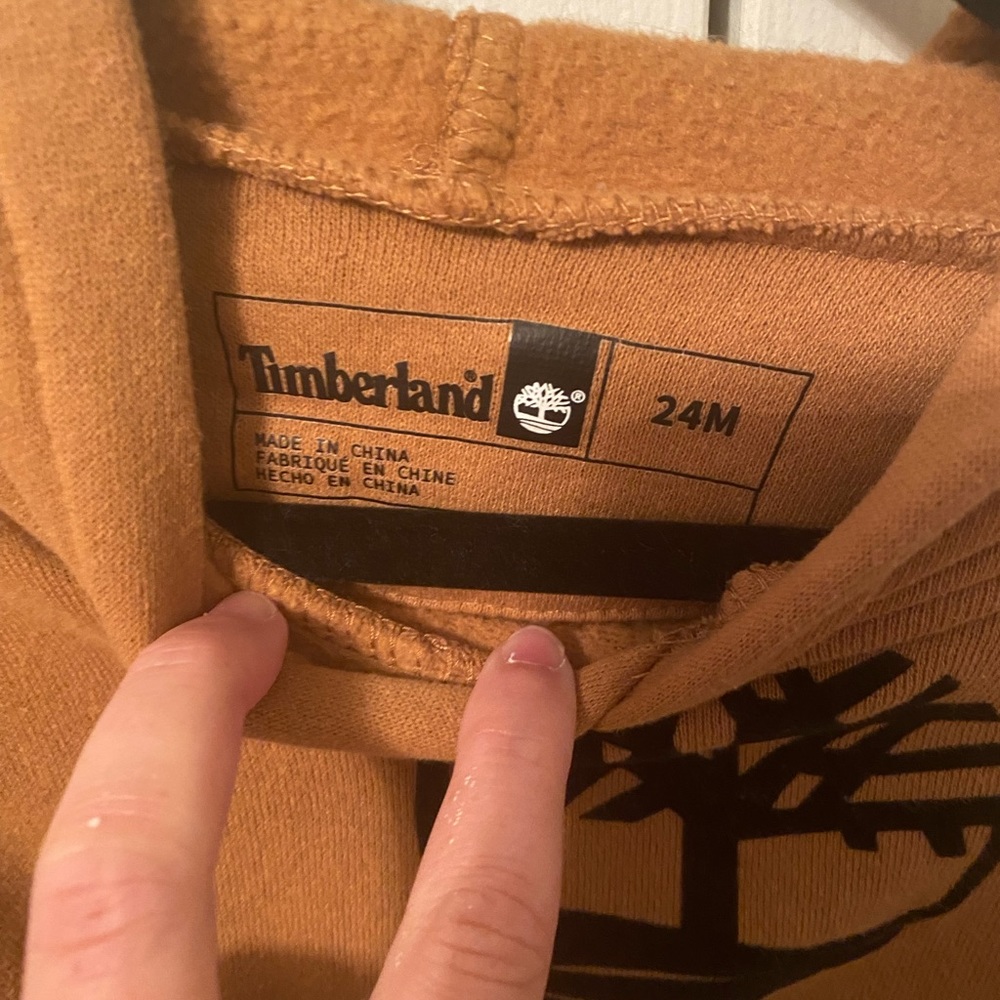 Timberland® ® 24M
MADE IN CHINA
FABRIQUÉ EN CHINE
HECHO EN CHINA